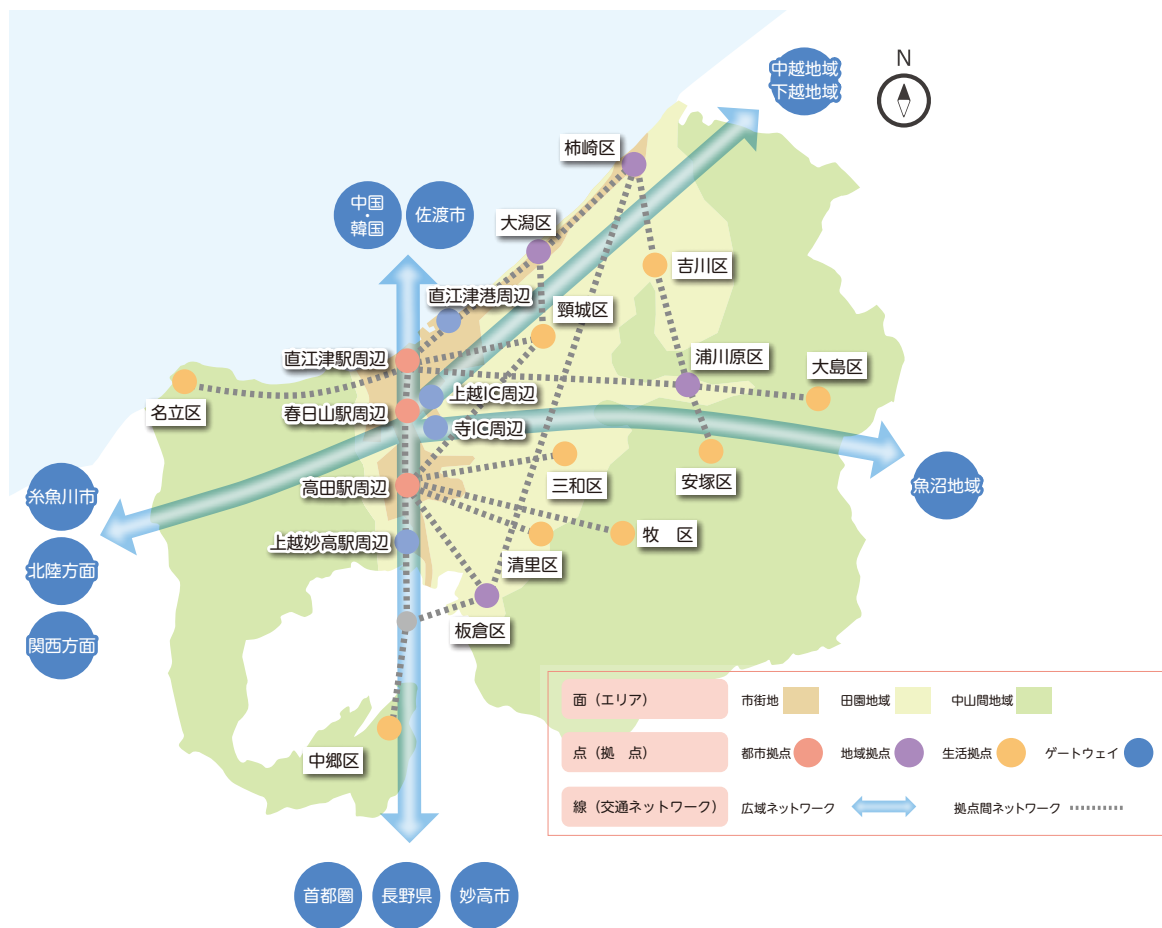 N
中越地域
下越地域
柿崎区
中国
・
韓国
佐渡市
大潟区
吉川区
直江津港周辺
頸城区
直江津駅周辺
浦川原区
大島区
名立区
上越IC周辺
春日山駅周辺
寺IC周辺
三和区
安塚区
魚沼地域
高田駅周辺
糸魚川市
上越妙高駅周辺
牧　区
清里区
北陸方面
板倉区
関西方面
中郷区
面（エリア）
市街地
田園地域
中山間地域
点（拠　点）
都市拠点
地域拠点
生活拠点
ゲートウェイ
線（交通ネットワーク）
広域ネットワーク
拠点間ネットワーク
首都圏
長野県
妙高市